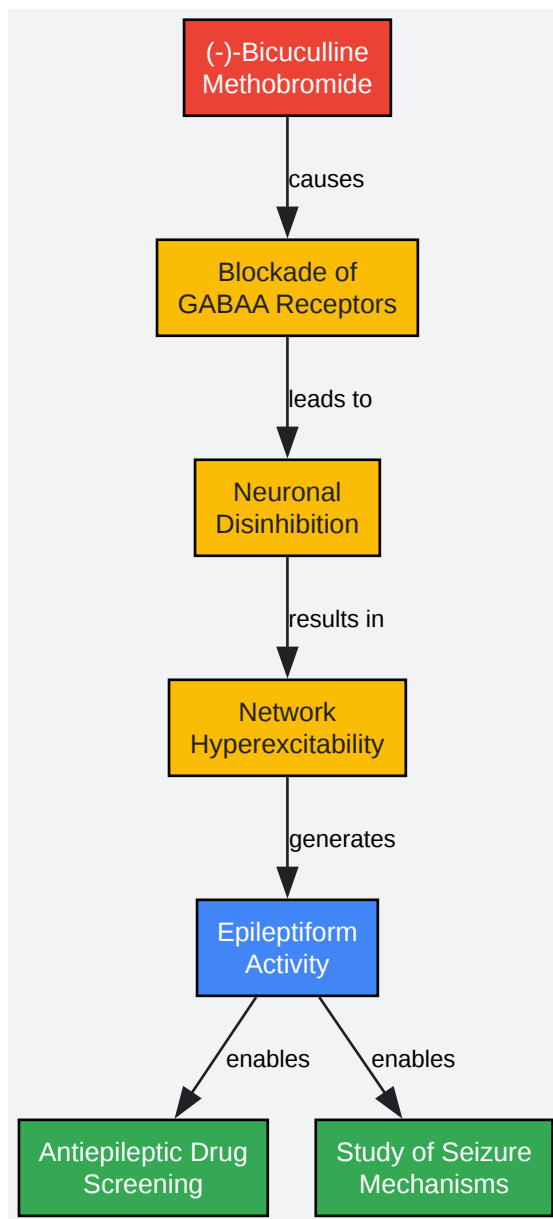 (-)-Bicuculline
Methobromide
causes
Blockade of
GABAA Receptors
leads to
Neuronal
Disinhibition
results in
Network
Hyperexcitability
generates
Epileptiform
Activity
enables
enables
Antiepileptic Drug
Screening
Study of Seizure
Mechanisms